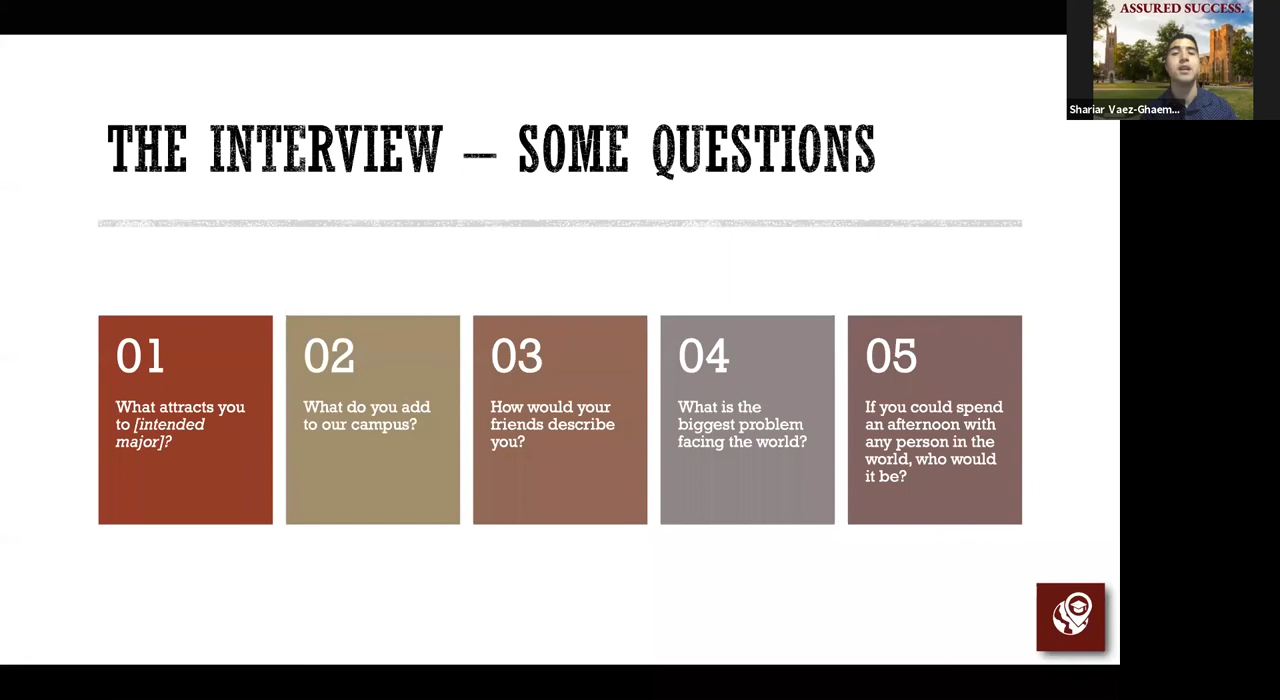 ASSURED SUCCESS.
Shariar Vaez-Ghaem...
THE INTERVIEW – SOME QUESTIONS
01
What attracts you
to [intended
major]?
02
What do you add
to our campus?
03
How would your
friends describe
you?
04
What is the
biggest problem
facing the world?
05
If you could spend
an afternoon with
any person in the
world, who would
it be?